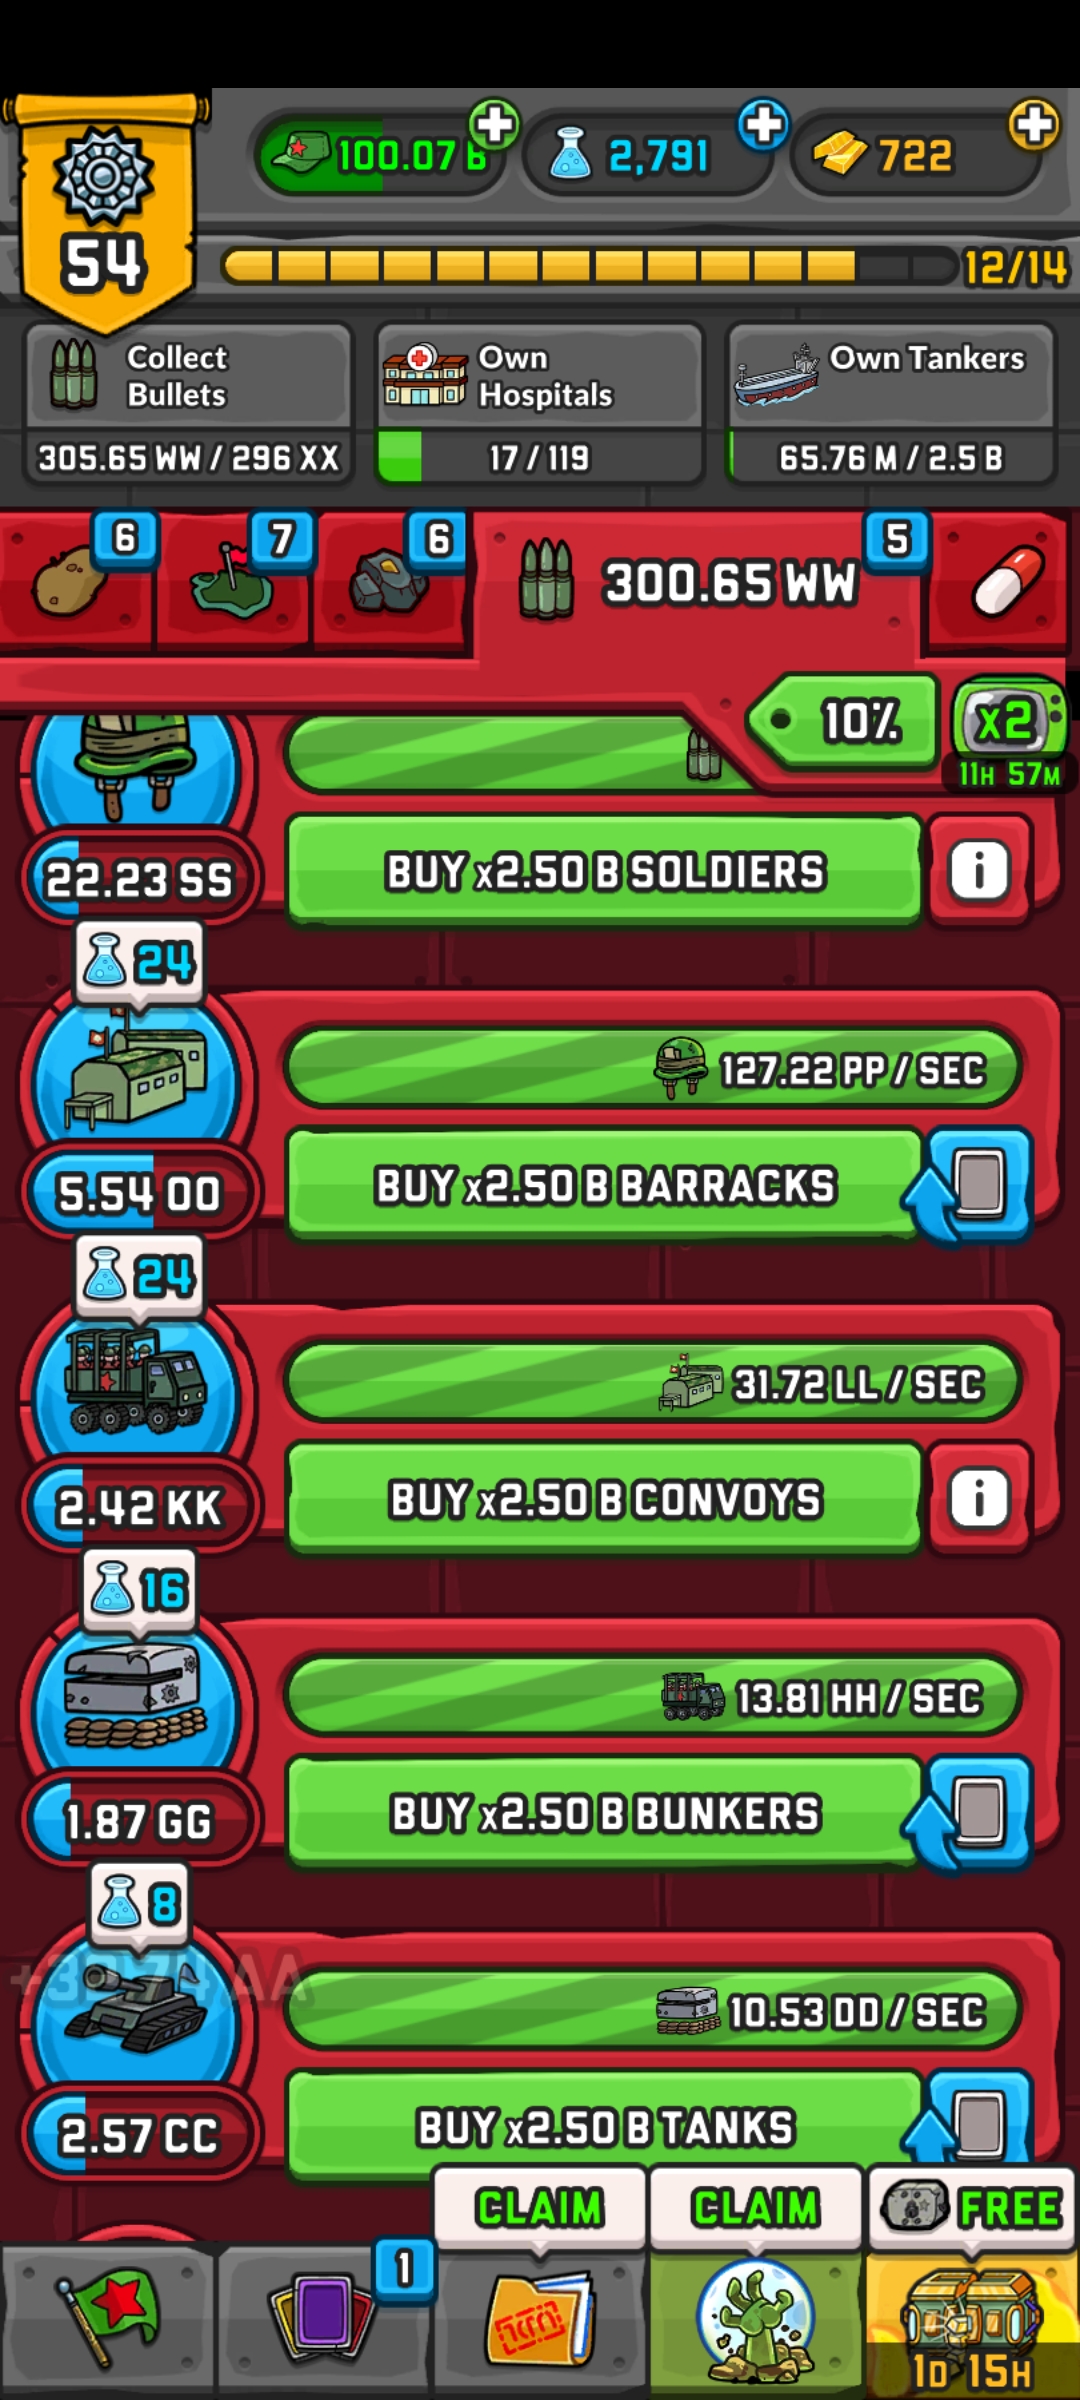 100.07 B
2,791
722
54
12/14
Collect
Bullets
Own
Hospitals
Own Tankers
305.65 WW / 296 XX
17 / 119
65.76 M / 2.5 B
6
7
6
5
300.65 WW
10%
x2
11H 57M
22.23 SS
BUY x2.50 B SOLDIERS
i
24
127.22 PP / SEC
5.54 OO
BUY x2.50 B BARRACKS
24
31.72 LL / SEC
2.42 KK
BUY x2.50 B CONVOYS
i
16
13.81 HH / SEC
1.87 GG
BUY x2.50 B BUNKERS
8
10.53 DD / SEC
2.57 CC
BUY x2.50 B TANKS
CLAIM
CLAIM
FREE
1
1D 15H